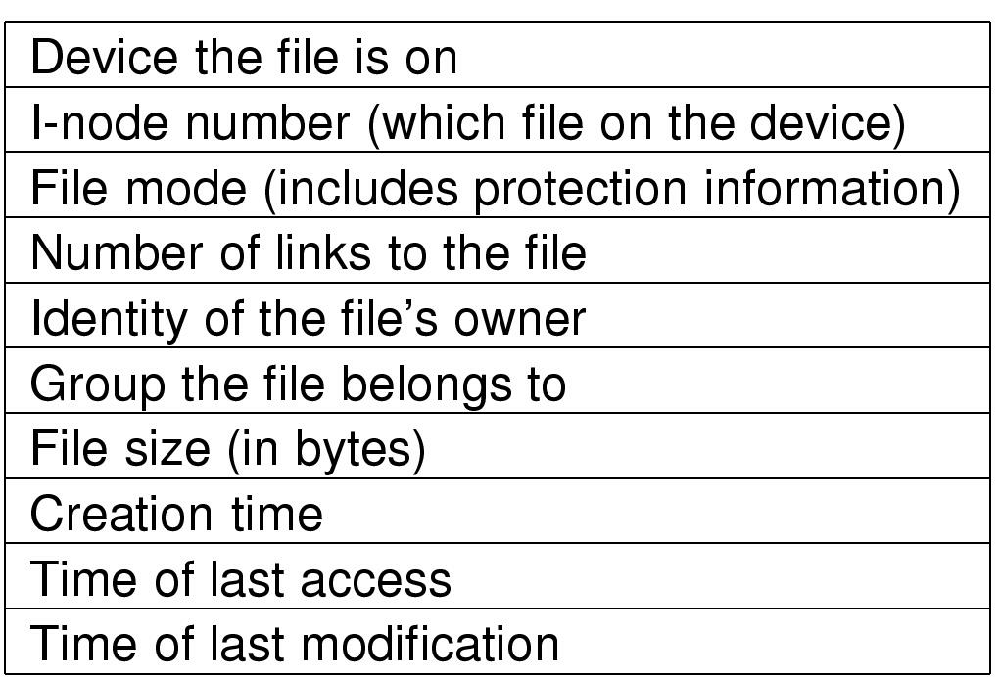 Device the file is on
I-node number (which file on the device)
File mode (includes protection information)
Number of links to the file
Identity of the file’s owner
Group the file belongs to
File size (in bytes)
Creation time
Time of last access
Time of last modification